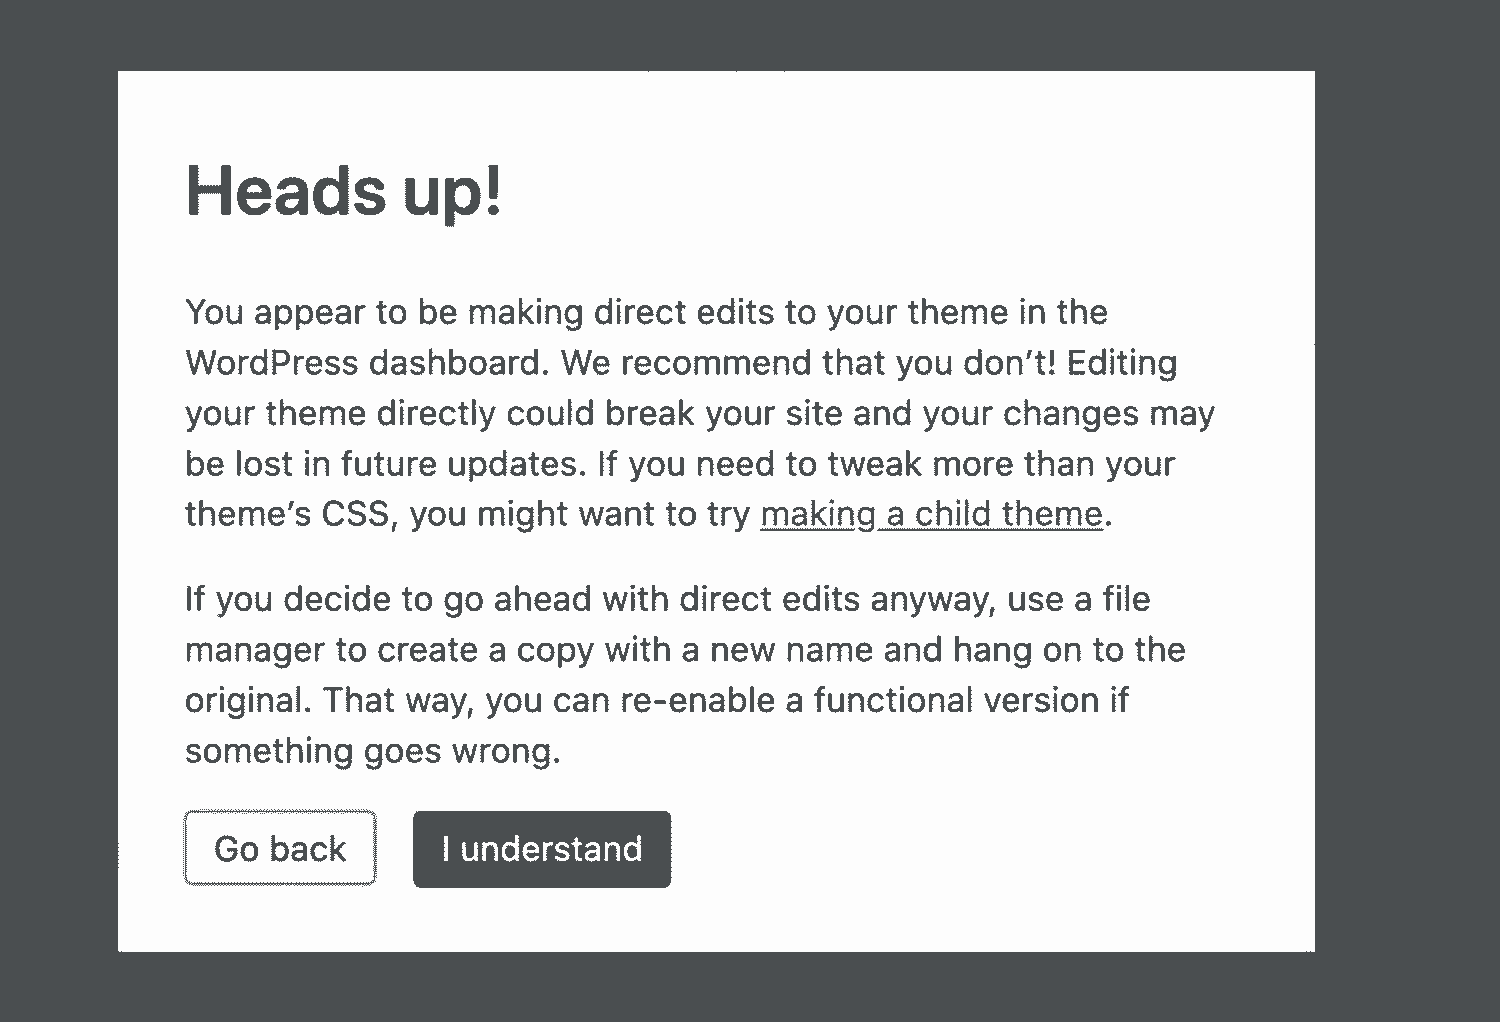 Heads up!
You appear to be making direct edits to your theme in the
WordPress dashboard. We recommend that you don’t! Editing
your theme directly could break your site and your changes may
be lost in future updates. If you need to tweak more than your
theme’s CSS, you might want to try making a child theme.
If you decide to go ahead with direct edits anyway, use a file
manager to create a copy with a new name and hang on to the
original. That way, you can re-enable a functional version if
something goes wrong.
Go back
I understand